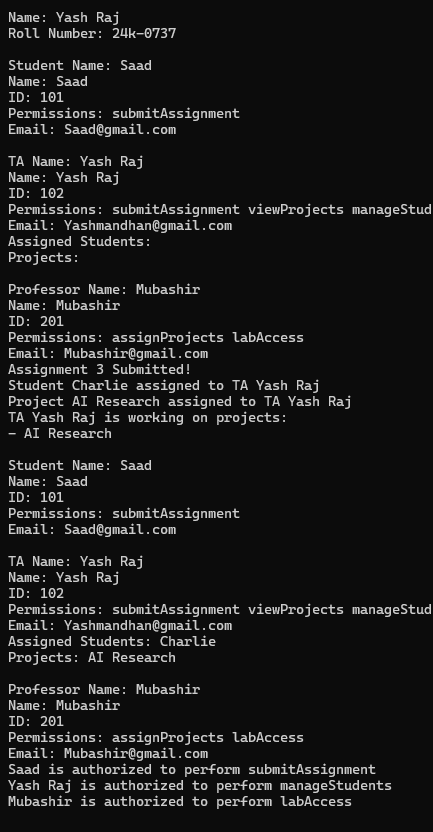 Name: Yash Raj
Roll Number: 24k-0737
Student Name: Saad
Name: Saad
ID: 101
Permissions: submitAssignment
Email: Saad@gmail.com
TA Name: Yash Raj
Name: Yash Raj
ID: 102
Permissions: submitAssignment viewProjects manageStud
Email: Yashmandhan@gmail.com
Assigned Students:
Projects:
Professor Name: Mubashir
Name: Mubashir
ID: 201
Permissions: assignProjects labAccess
Email: Mubashir@gmail.com
Assignment 3 Submitted!
Student Charlie assigned to TA Yash Raj
Project AI Research assigned to TA Yash Raj
TA Yash Raj is working on projects:
- AI Research
Student Name: Saad
Name: Saad
ID: 101
Permissions: submitAssignment
Email: Saad@gmail.com
TA Name: Yash Raj
Name: Yash Raj
ID: 102
Permissions: submitAssignment viewProjects manageStud
Email: Yashmandhan@gmail.com
Assigned Students: Charlie
Projects: AI Research
Professor Name: Mubashir
Name: Mubashir
ID: 201
Permissions: assignProjects labAccess
Email: Mubashir@gmail.com
Saad is authorized to perform submitAssignment
Yash Raj is authorized to perform manageStudents
Mubashir is authorized to perform labAccess